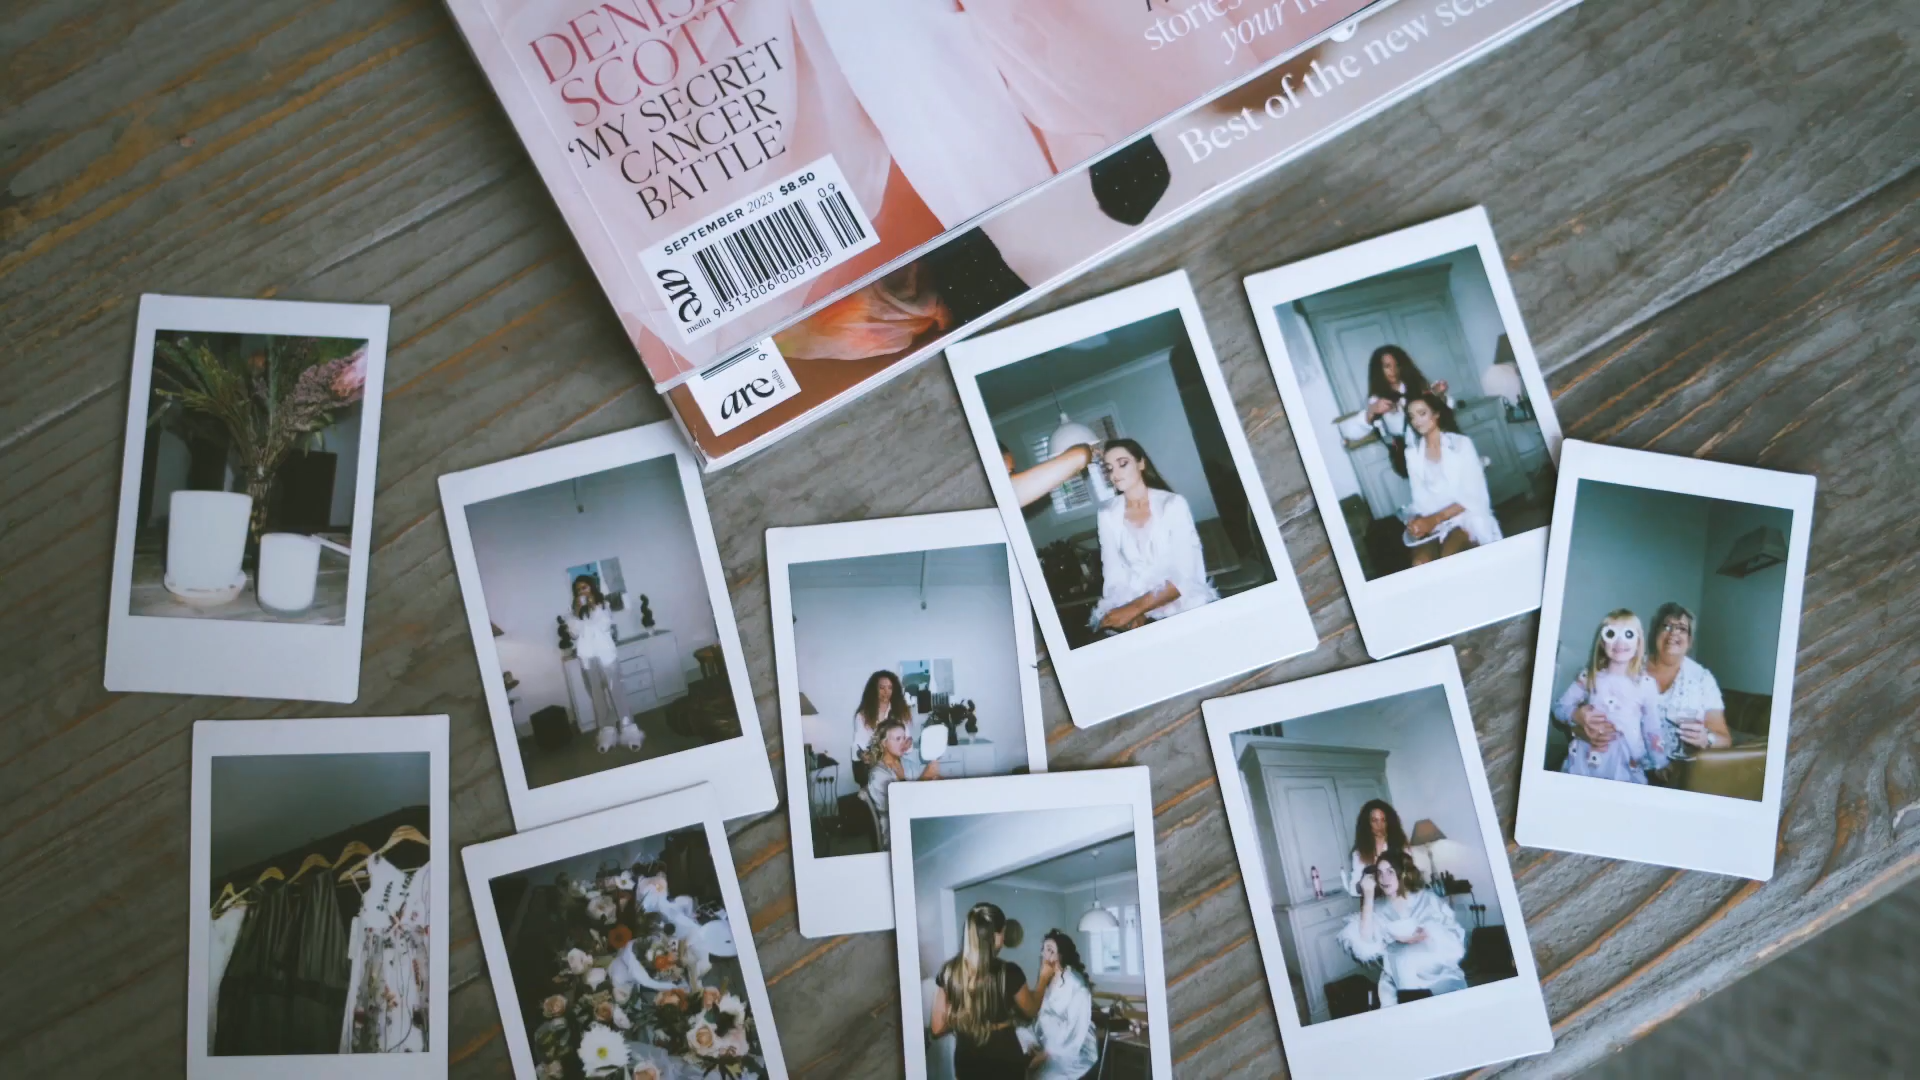 DENISE
SCOTT
'MY SECRET
CANCER
BATTLE'
SEPTEMBER 2023 $8.50
09
9 313006 000105
are
media
stories
your
Best of the new
are
media